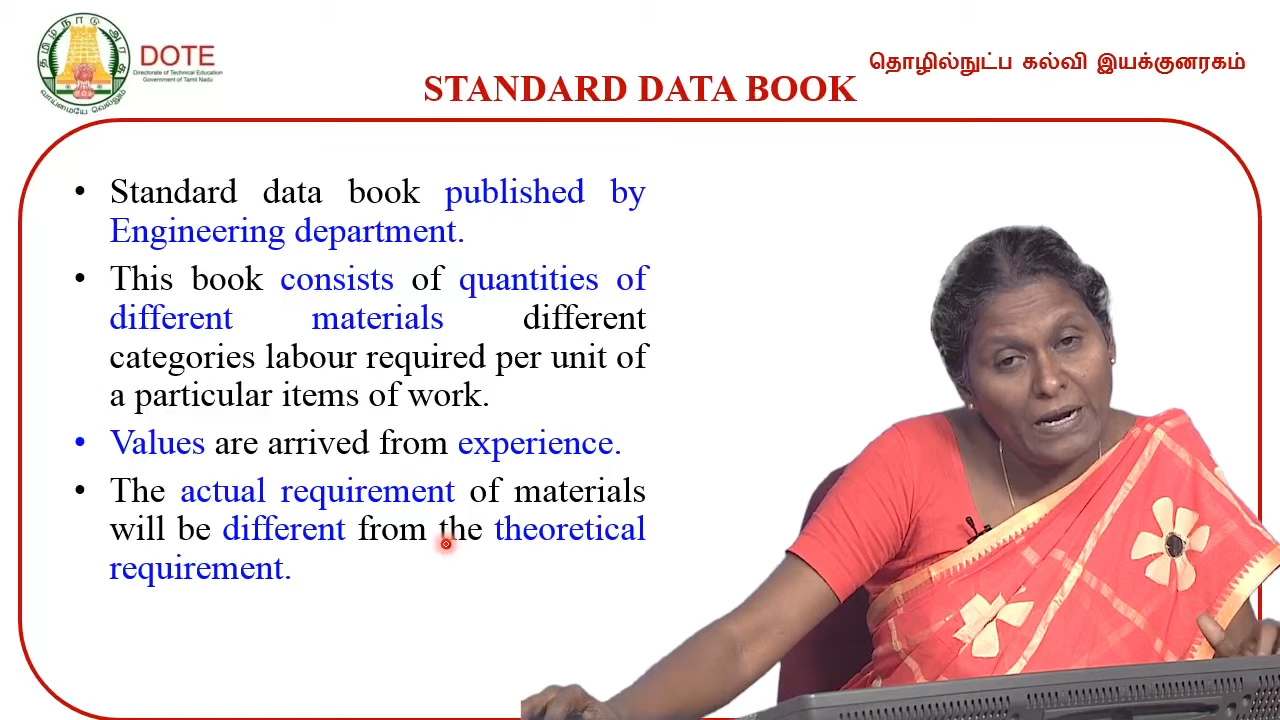 தமிழ்நாடு அரசு
வாய்மையே வெல்லும்
DOTE
Directorate of Technical Education
Government of Tamil Nadu
தொழில்நுட்ப கல்வி இயக்குனரகம்
STANDARD DATA BOOK
• Standard data book published by
Engineering department.
• This book consists of quantities of
different materials different
categories labour required per unit of
a particular items of work.
• Values are arrived from experience.
• The actual requirement of materials
will be different from the theoretical
requirement.